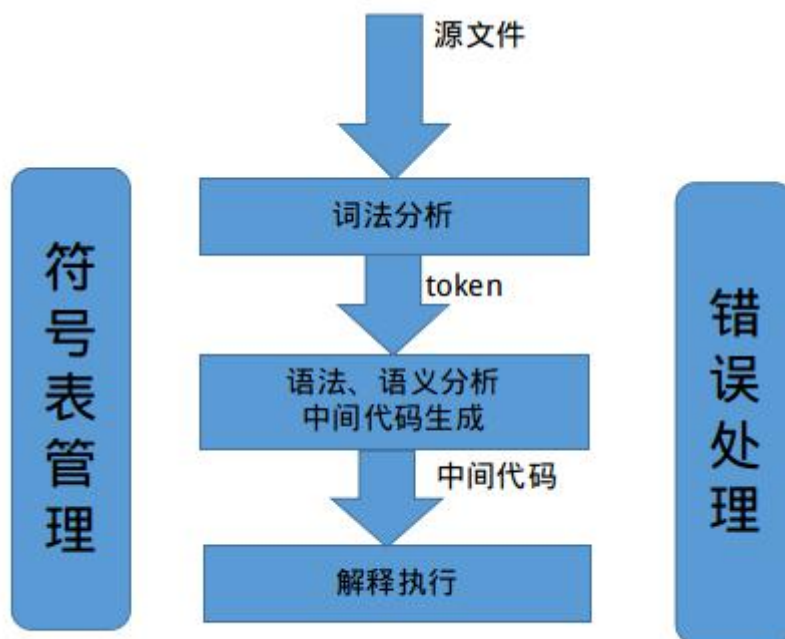 源文件
词法分析
token
语法、语义分析
中间代码生成
中间代码
解释执行
符号表管理
错误处理